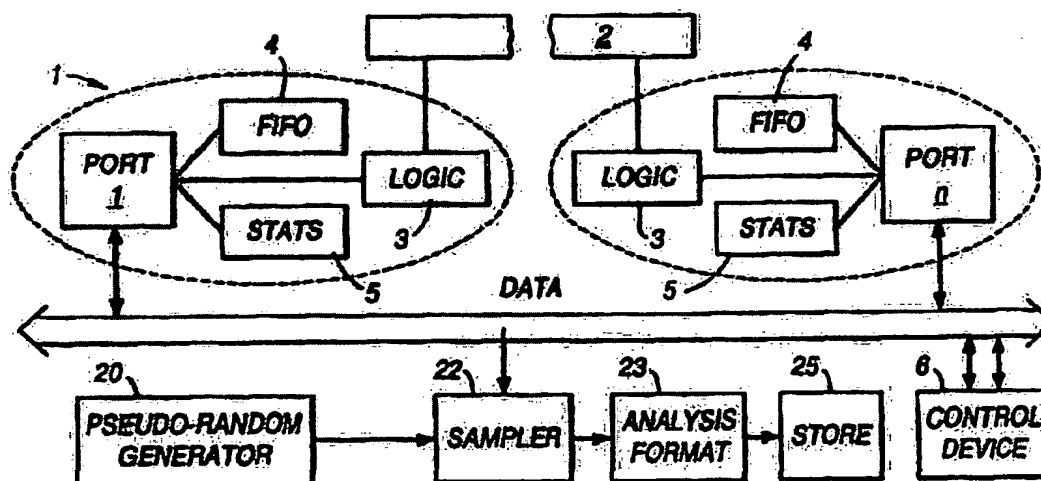 2
4
4
1
FIFO
FIFO
PORT
1
LOGIC
LOGIC
PORT
n
STATS
3
3
STATS
5
DATA
5
20
22
23
25
6
PSEUDO-RANDOM
GENERATOR
SAMPLER
ANALYSIS
FORMAT
STORE
CONTROL
DEVICE